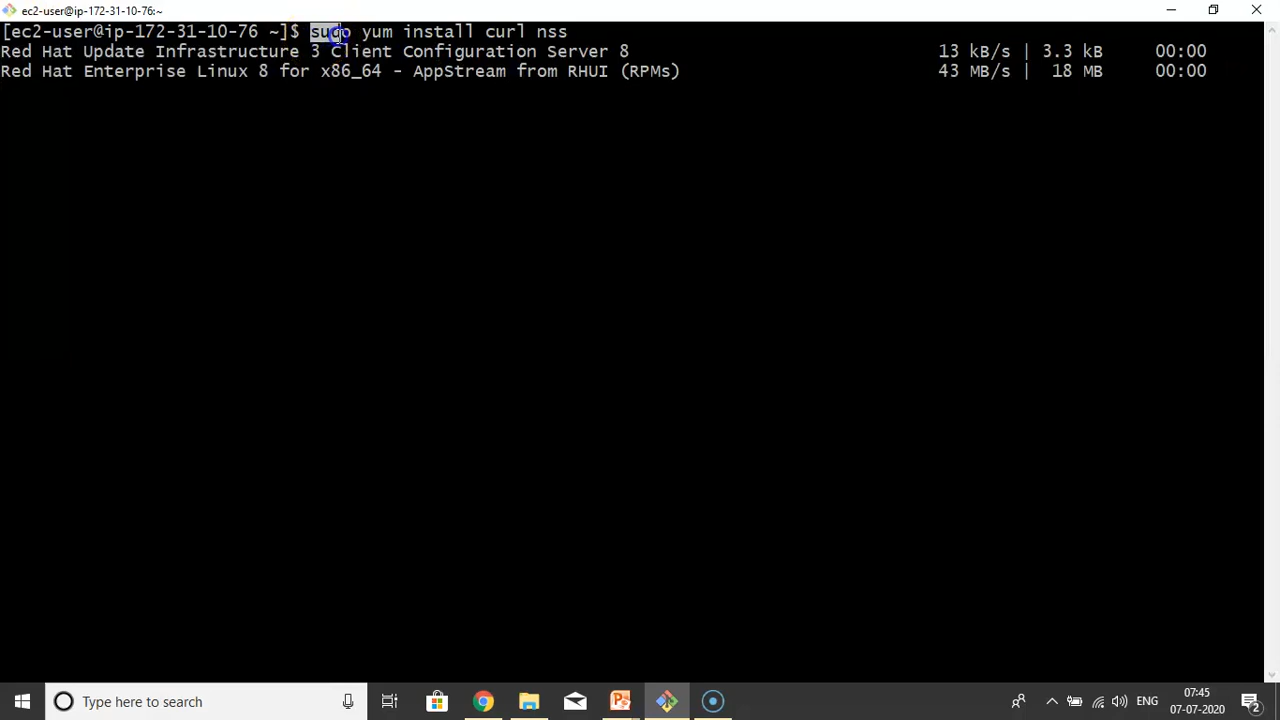 ec2-user@ip-172-31-10-76:~
[ec2-user@ip-172-31-10-76 ~]$ sudo yum install curl nss
Red Hat Update Infrastructure 3 Client Configuration Server 8 13 kB/s | 3.3 kB 00:00
Red Hat Enterprise Linux 8 for x86_64 - AppStream from RHUI (RPMs) 43 MB/s | 18 MB 00:00
Type here to search
ENG
07:45
07-07-2020
2